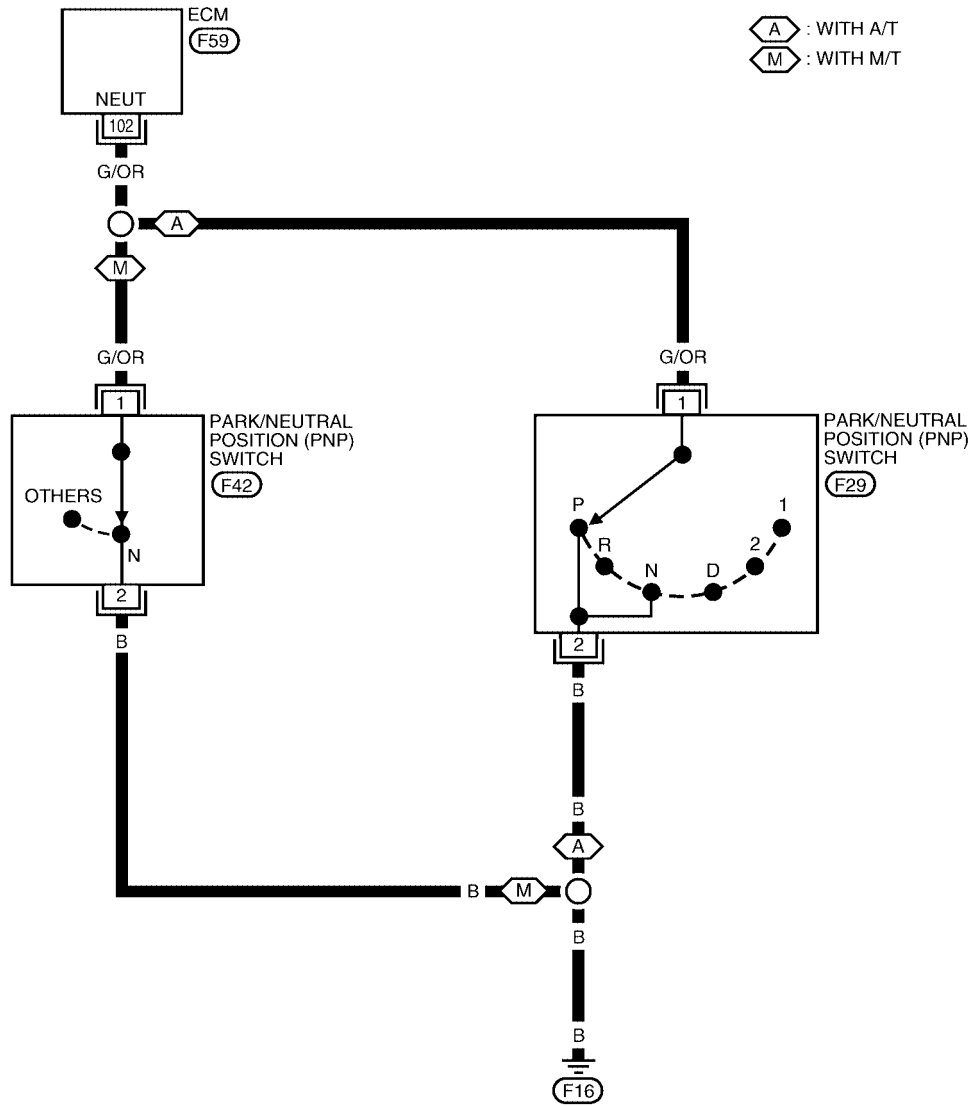 ECM
F59
NEUT
102
G/OR
A : WITH A/T
M : WITH M/T
A
M
G/OR
1
PARK/NEUTRAL
POSITION (PNP)
SWITCH
F42
OTHERS
N
2
B
G/OR
1
PARK/NEUTRAL
POSITION (PNP)
SWITCH
F29
P
R
N
D
2
1
2
B
B
A
B
M
B
B
F16